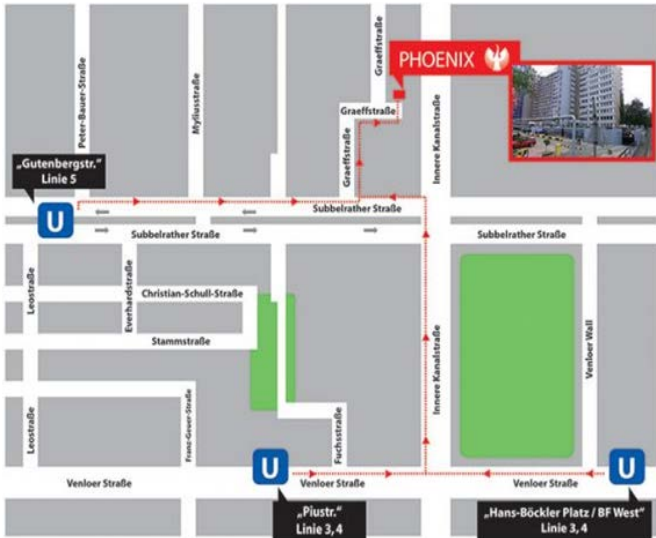 PHOENIX
Graeffstraße
Peter-Bauer-Straße
Myliusstraße
Graeffstraße
Graeffstraße
Innere Kanalstraße
„Gutenbergstr.“
Linie 5
U
Subbelrather Straße
Subbelrather Straße
Subbelrather Straße
Leostraße
Everhardstraße
Christian-Schull-Straße
Stammstraße
Innere Kanalstraße
Venloer Wall
Leostraße
Franz-Geuer-Straße
Fuchsstraße
U
U
Venloer Straße
Venloer Straße
Venloer Straße
„Piustr.“
Linie 3, 4
„Hans-Böckler Platz / BF West“
Linie 3, 4